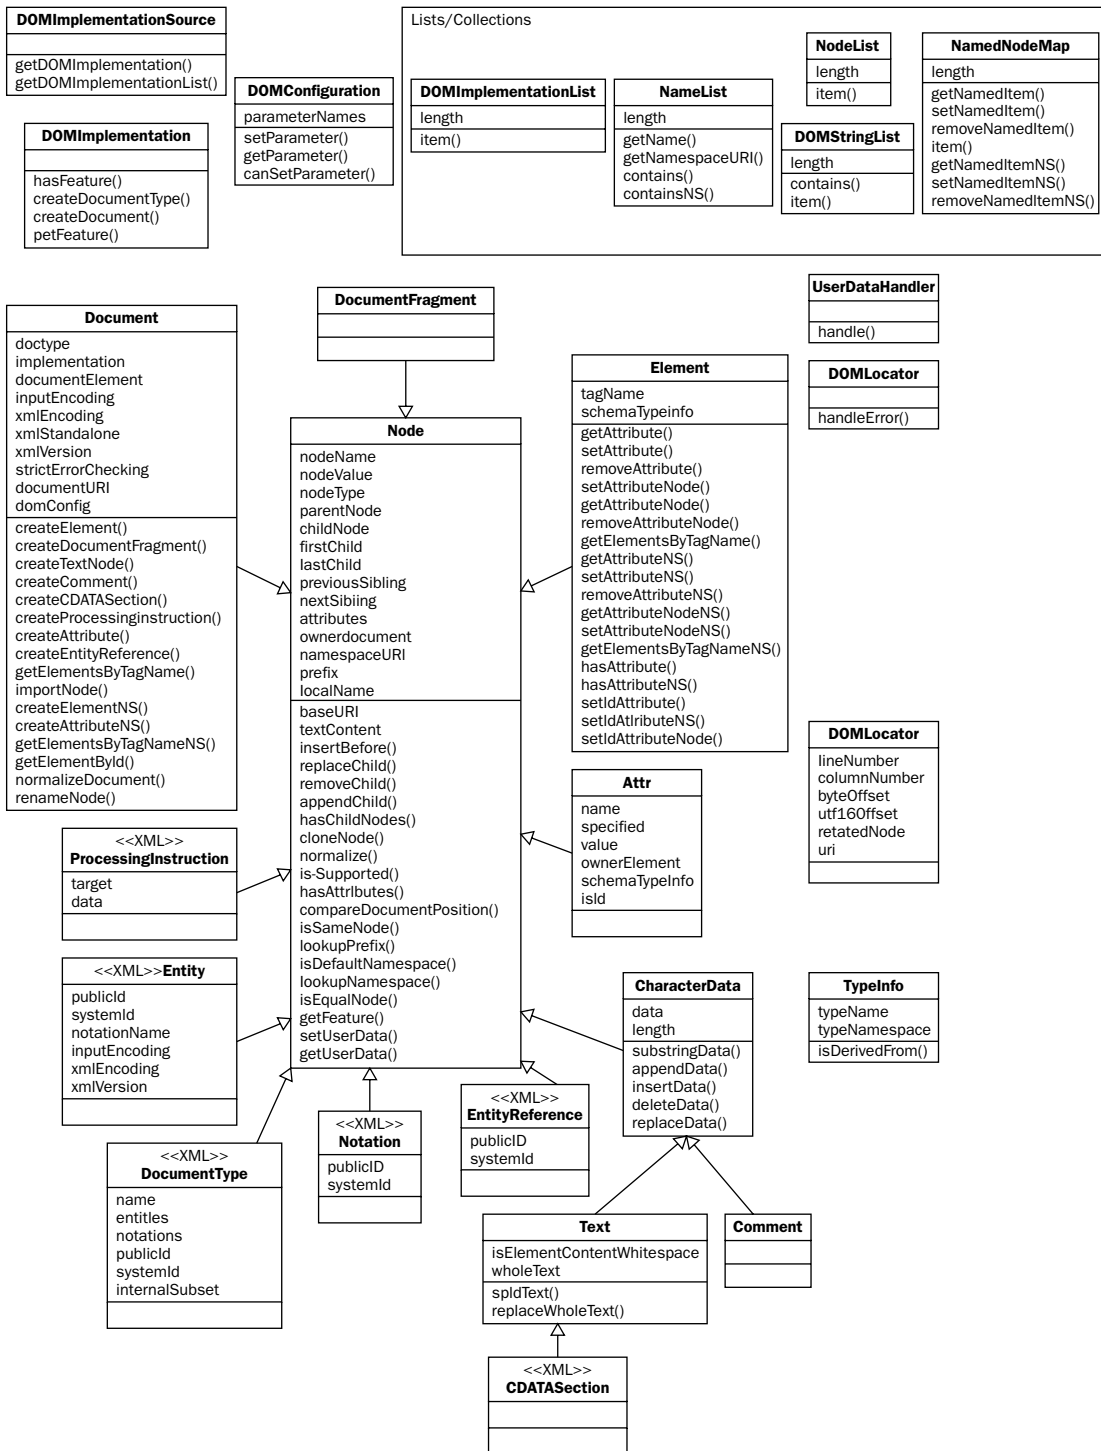 DOMImplementationSource
getDOMImplementation()
getDOMImplementationList()
DOMImplementation
hasFeature()
createDocumentType()
createDocument()
petFeature()
DOMConfiguration
parameterNames
setParameter()
getParameter()
canSetParameter()
Lists/Collections
DOMImplementationList
length
item()
NameList
length
getName()
getNamespaceURI()
contains()
containsNS()
NodeList
length
item()
DOMStringList
length
contains()
item()
NamedNodeMap
length
getNamedItem()
setNamedItem()
removeNamedItem()
item()
getNamedItemNS()
setNamedItemNS()
removeNamedItemNS()
Document
doctype
implementation
documentElement
inputEncoding
xmlEncoding
xmlStandalone
xmlVersion
strictErrorChecking
documentURI
domConfig
createElement()
createDocumentFragment()
createTextNode()
createComment()
createCDATASection()
createProcessinginstruction()
createAttribute()
createEntityReference()
getElementsByTagName()
importNode()
createElementNS()
createAttributeNS()
getElementsByTagNameNS()
getElementById()
normalizeDocument()
renameNode()
DocumentFragment
Node
nodeName
nodeValue
nodeType
parentNode
childNode
firstChild
lastChild
previousSibling
nextSibiing
attributes
ownerdocument
namespaceURI
prefix
localName
baseURI
textContent
insertBefore()
replaceChild()
removeChild()
appendChild()
hasChildNodes()
cloneNode()
normalize()
is-Supported()
hasAttrIbutes()
compareDocumentPosition()
isSameNode()
lookupPrefix()
isDefaultNamespace()
lookupNamespace()
isEqualNode()
getFeature()
setUserData()
getUserData()
Element
tagName
schemaTypeinfo
getAttribute()
setAttribute()
removeAttribute()
setAttributeNode()
getAttributeNode()
removeAttributeNode()
getElementsByTagName()
getAttributeNS()
setAttributeNS()
removeAttributeNS()
getAttributeNodeNS()
setAttributeNodeNS()
getElementsByTagNameNS()
hasAttribute()
hasAttributeNS()
setIdAttribute()
setIdAtIributeNS()
setIdAttributeNode()
UserDataHandler
handle()
DOMLocator
handleError()
DOMLocator
lineNumber
columnNumber
byteOffset
utf160ffset
retatedNode
uri
Attr
name
specified
value
ownerElement
schemaTypeInfo
isId
<<XML>>
ProcessingInstruction
target
data
<<XML>>Entity
publicId
systemId
notationName
inputEncoding
xmlEncoding
xmlVersion
<<XML>>
DocumentType
name
entitles
notations
publicId
systemId
internalSubset
<<XML>>
Notation
publicID
systemId
<<XML>>
EntityReference
publicID
systemId
CharacterData
data
length
substringData()
appendData()
insertData()
deleteData()
replaceData()
TypeInfo
typeName
typeNamespace
isDerivedFrom()
Text
isElementContentWhitespace
wholeText
spIdText()
replaceWholeText()
Comment
<<XML>>
CDATASection